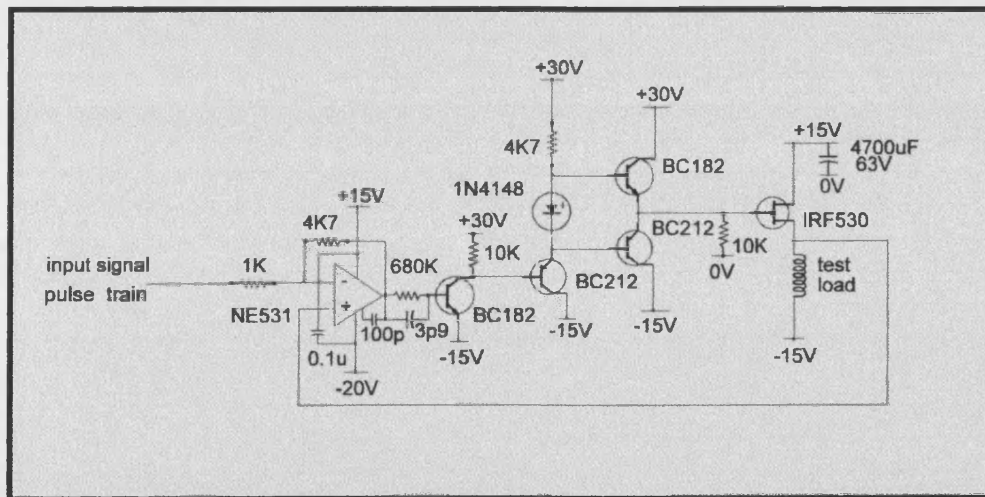 +30V
+30V
4K7
BC182
+15V
4700uF
63V
0V
1N4148
+15V
4K7
+30V
BC212
IRF530
10K
10K
0V
input signal
pulse train
1K
680K
test
load
NE531
BC182
BC212
-
+
100p
3p9
-15V
-15V
-15V
-15V
0.1u
-20V